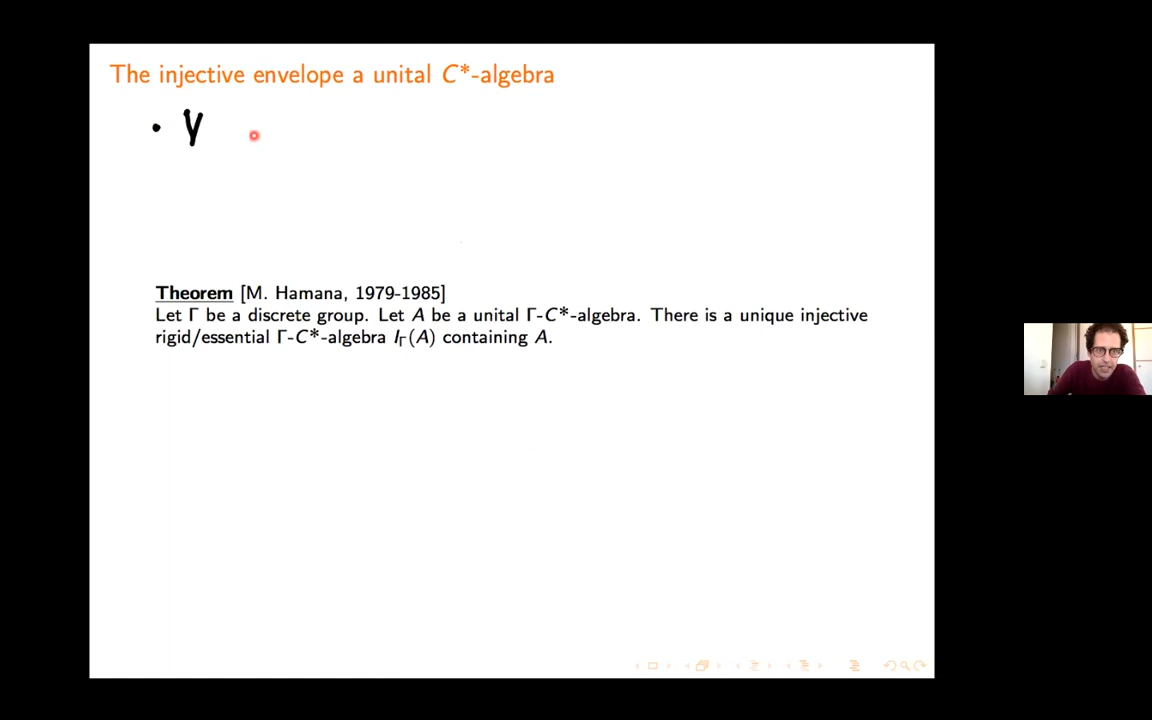 The injective envelope a unital C*-algebra
• Y
Theorem [M. Hamana, 1979-1985]
Let Γ be a discrete group. Let A be a unital Γ-C*-algebra. There is a unique injective
rigid/essential Γ-C*-algebra I_Γ(A) containing A.